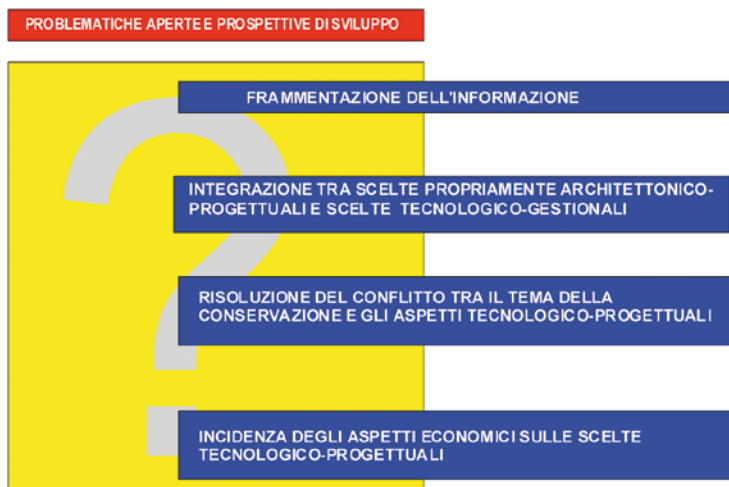 PROBLEMATICHE APERTE E PROSPETTIVE DI SVILUPPO
FRAMMENTAZIONE DELL'INFORMAZIONE
INTEGRAZIONE TRA SCELTE PROPRIAMENTE ARCHITETTONICO-
PROGETTUALI E SCELTE TECNOLOGICO-GESTIONALI
RISOLUZIONE DEL CONFLITTO TRA IL TEMA DELLA
CONSERVAZIONE E GLI ASPETTI TECNOLOGICO-PROGETTUALI
INCIDENZA DEGLI ASPETTI ECONOMICI SULLE SCELTE
TECNOLOGICO-PROGETTUALI
?